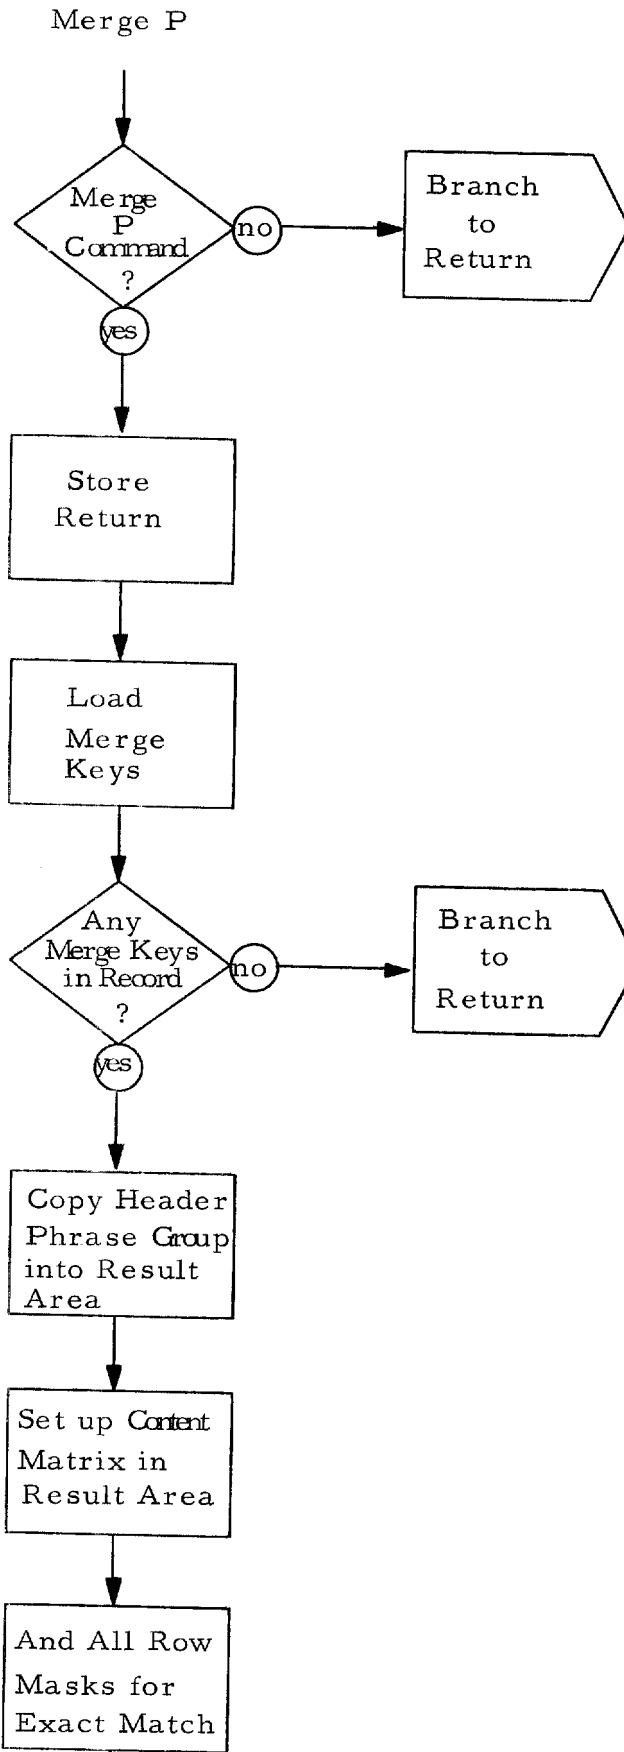 Merge P
Merge
P
Command
?
no
Branch
to
Return
yes
Store
Return
Load
Merge
Keys
Any
Merge Keys
in Record
?
no
Branch
to
Return
yes
Copy Header
Phrase Group
into Result
Area
Set up Content
Matrix in
Result Area
And All Row
Masks for
Exact Match